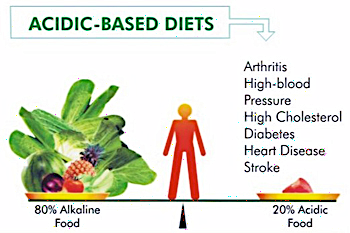 ACIDIC-BASED DIETS
Arthritis
High-blood
Pressure
High Cholesterol
Diabetes
Heart Disease
Stroke
80% Alkaline
Food
20% Acidic
Food